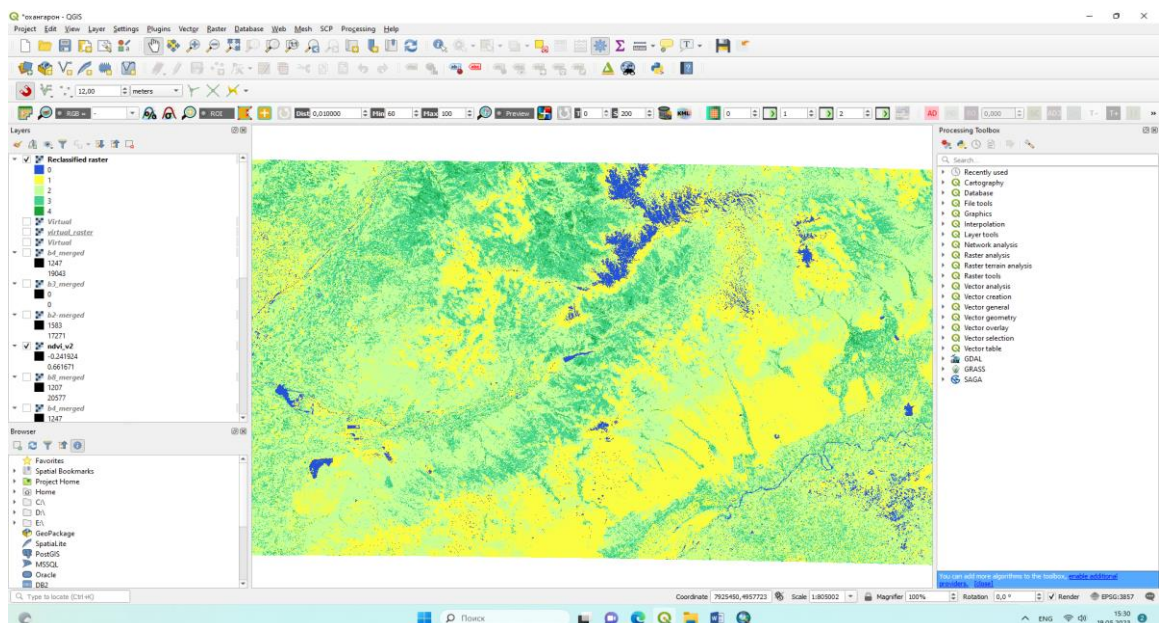 *охангарон - QGIS
Project Edit View Layer Settings Plugins Vector Raster Database Web Mesh SCP Processing Help
12,00 meters
RGB = - ROI Dist 0,010000 Min 60 Max 100 Preview T 0 S 200 KML 0 1 2 AD 0,000 T- T+
Layers
Reclassified raster
0
1
2
3
4
Virtual
virtual_raster
Virtual
b4_merged
1247
19043
b3_merged
0
0
b2-merged
1583
17271
ndvi_v2
-0.241924
0.661671
b8_merged
1207
20577
b4_merged
1247
Browser
Favorites
Spatial Bookmarks
Project Home
Home
C:\
D:\
E:\
GeoPackage
SpatiaLite
PostGIS
MSSQL
Oracle
DB2
Processing Toolbox
Search...
Recently used
Cartography
Database
File tools
Graphics
Interpolation
Layer tools
Network analysis
Raster analysis
Raster terrain analysis
Raster tools
Vector analysis
Vector creation
Vector general
Vector geometry
Vector overlay
Vector selection
Vector table
GDAL
GRASS
SAGA
You can add more algorithms to the toolbox, enable additional
providers. [close]
Type to locate (Ctrl+K)
Coordinate 7925450,4957723 Scale 1:805002 Magnifier 100% Rotation 0,0 ° Render EPSG:3857
Поиск
ENG 15:30
19.05.2023